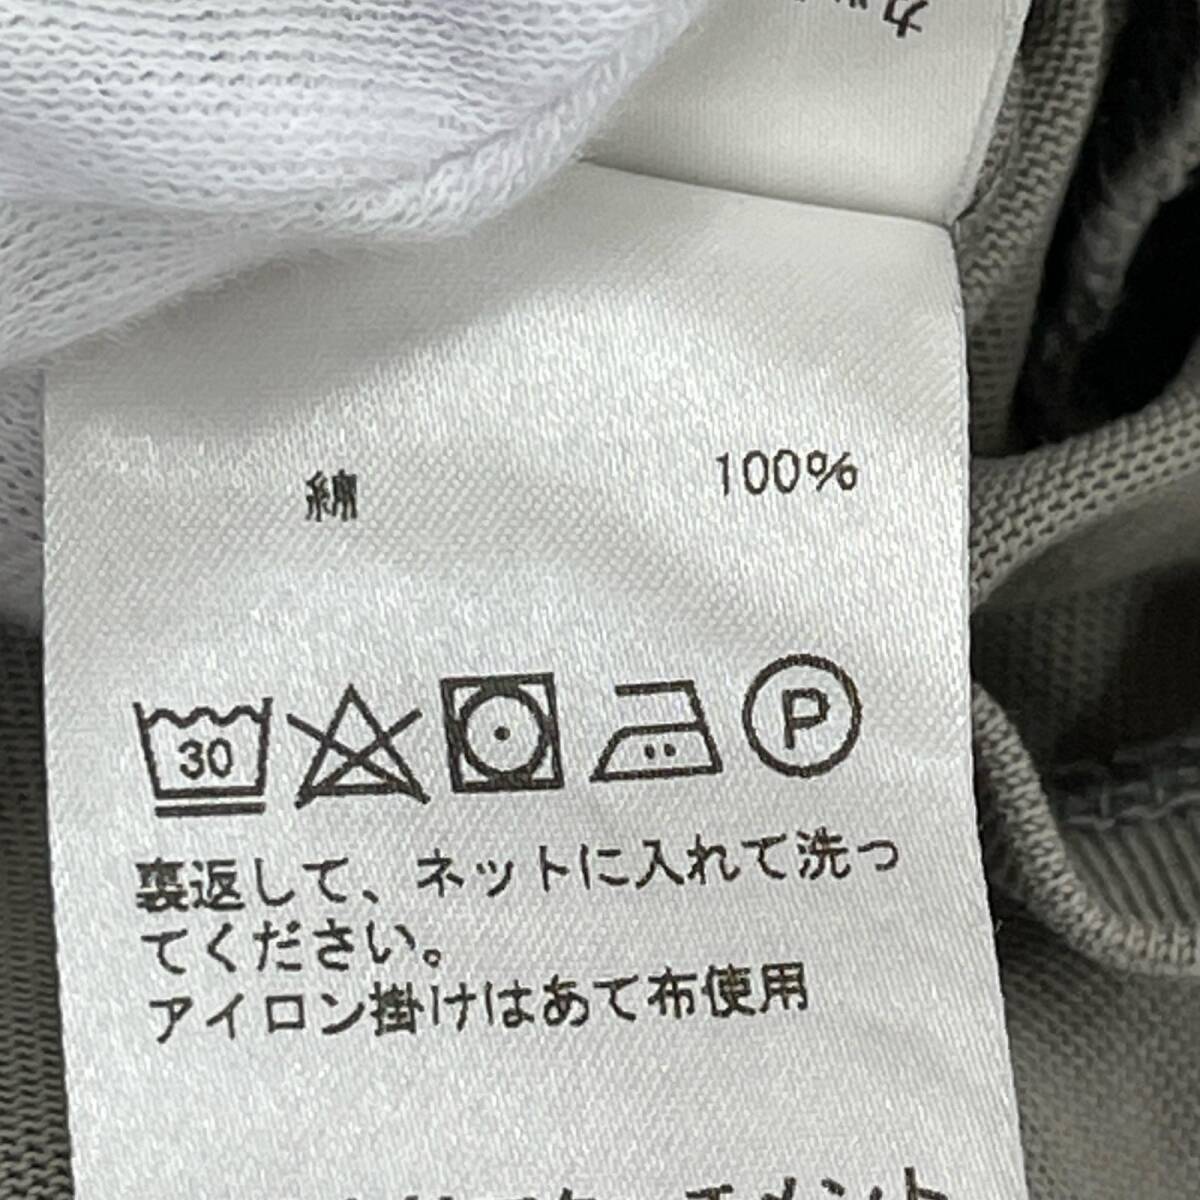 綿 100%
30 P
裏返して、ネットに入れて洗っ
てください。
アイロン掛けはあて布使用